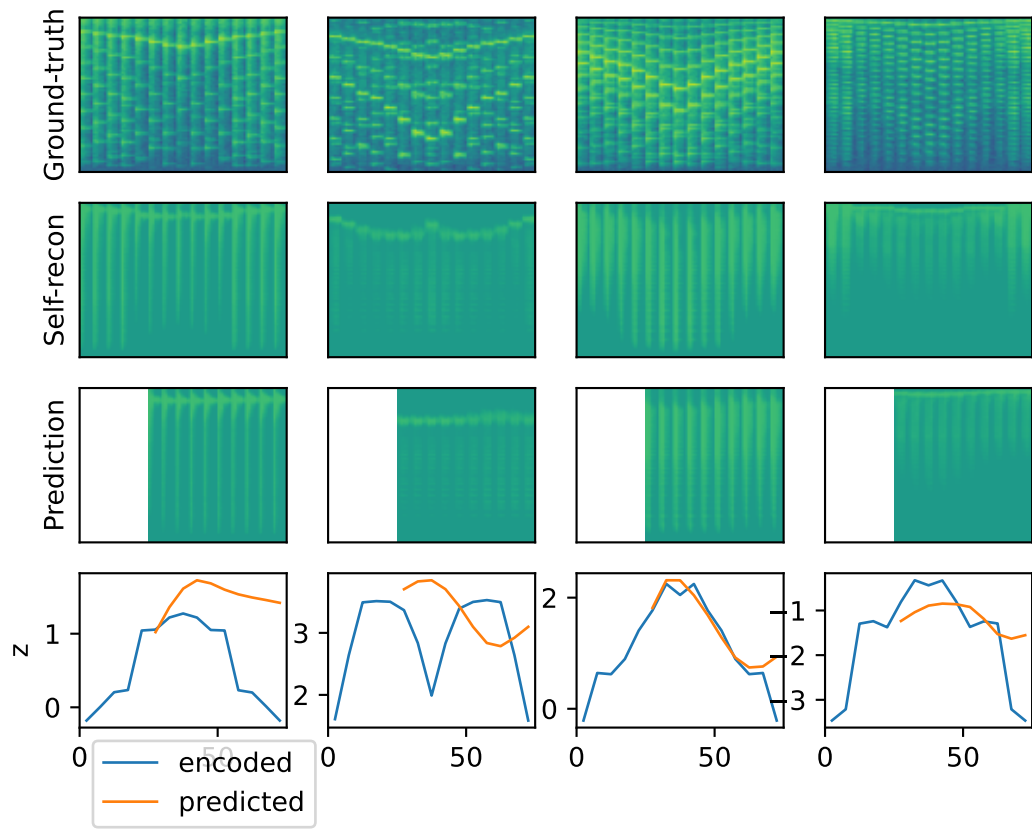 Ground-truth
Self-recon
Prediction
z
1
0
3
2
2
0
−1
−2
−3
0 50
0 50
0 50
0 50
encoded
predicted